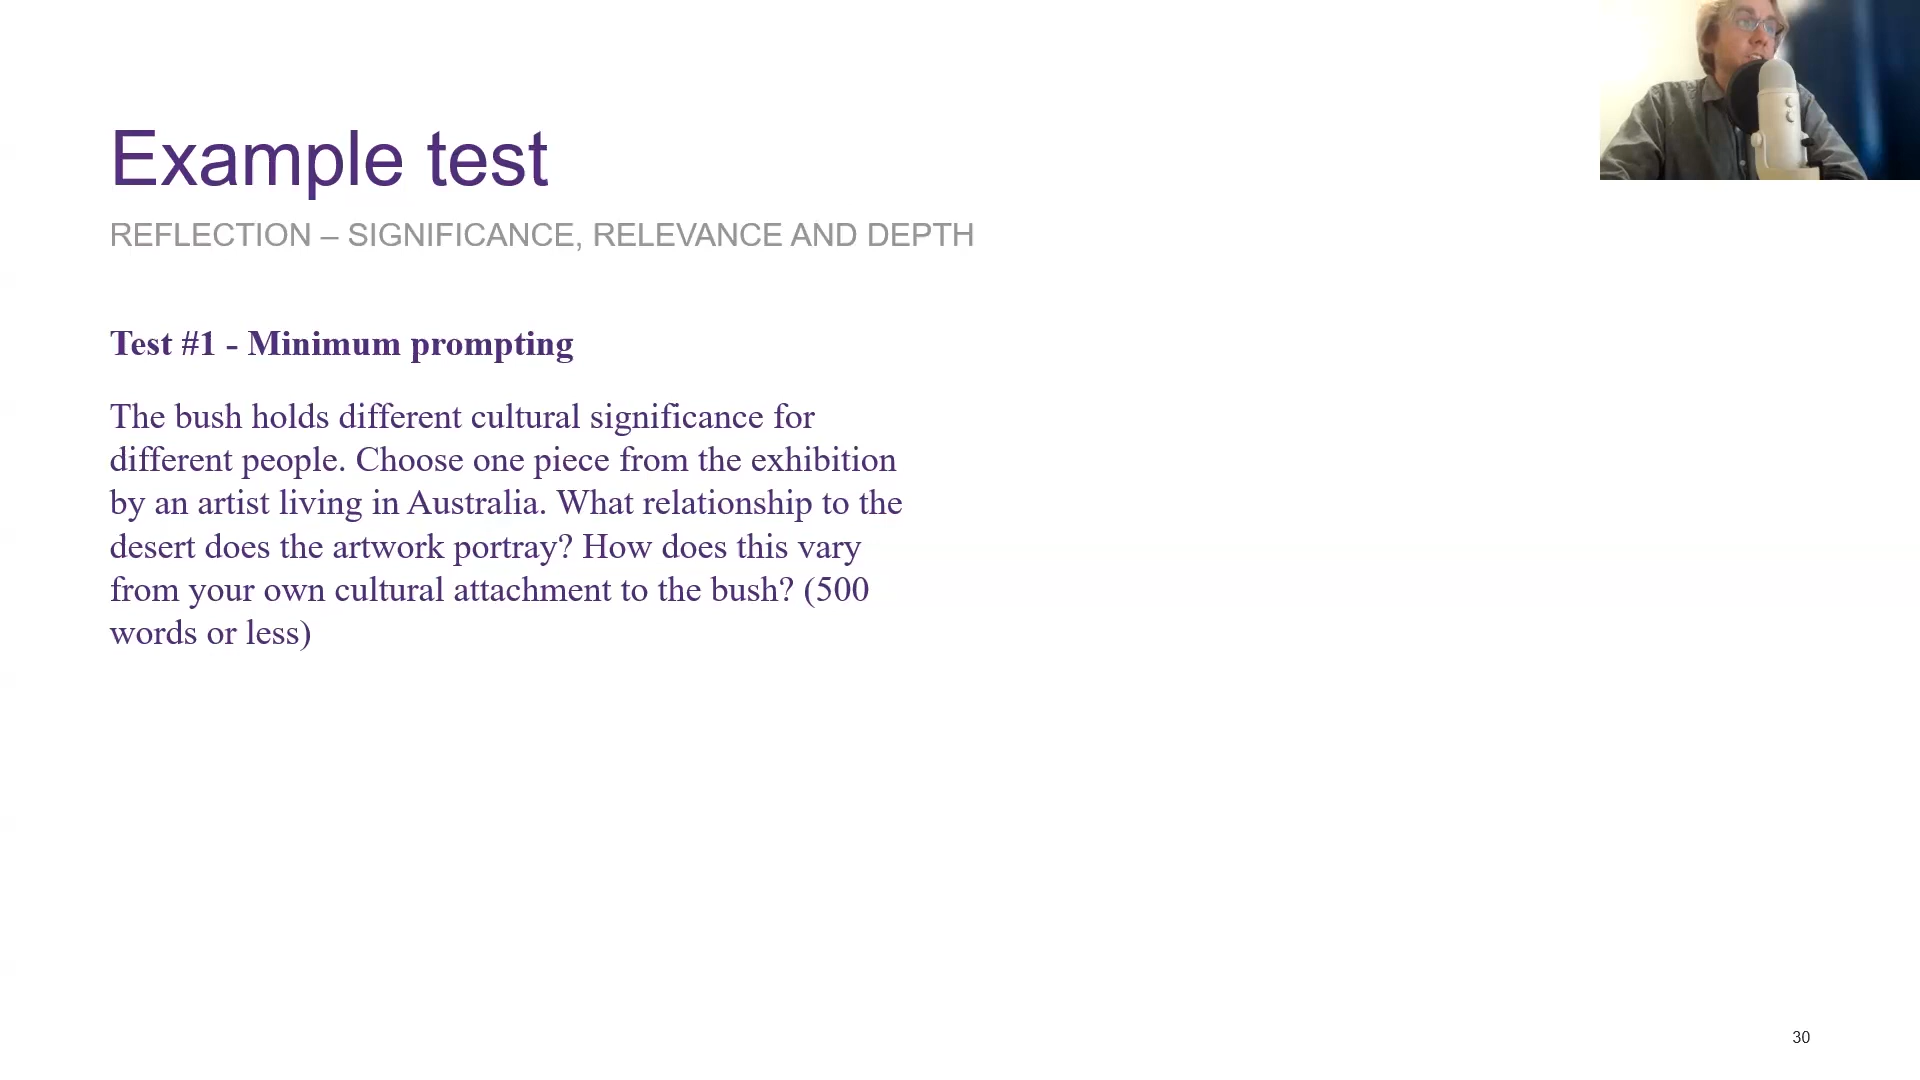 Example test
REFLECTION – SIGNIFICANCE, RELEVANCE AND DEPTH
Test #1 - Minimum prompting
The bush holds different cultural significance for
different people. Choose one piece from the exhibition
by an artist living in Australia. What relationship to the
desert does the artwork portray? How does this vary
from your own cultural attachment to the bush? (500
words or less)
30